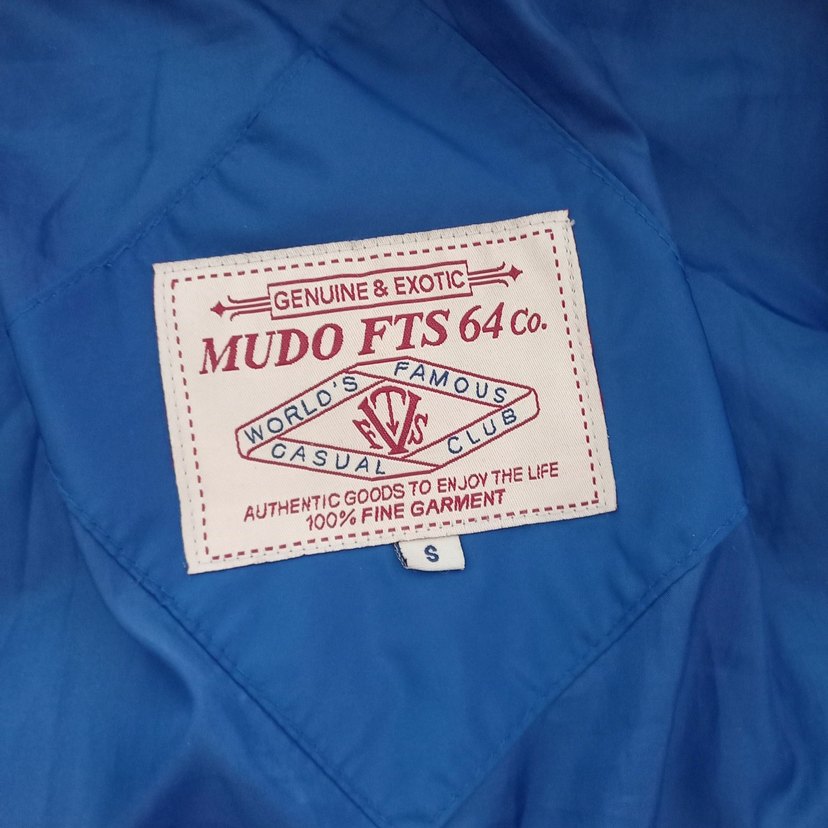 GENUINE & EXOTIC
MUDO FTS 64 Co.
WORLD'S FAMOUS
FTS
CASUAL CLUB
AUTHENTIC GOODS TO ENJOY THE LIFE
100% FINE GARMENT
S